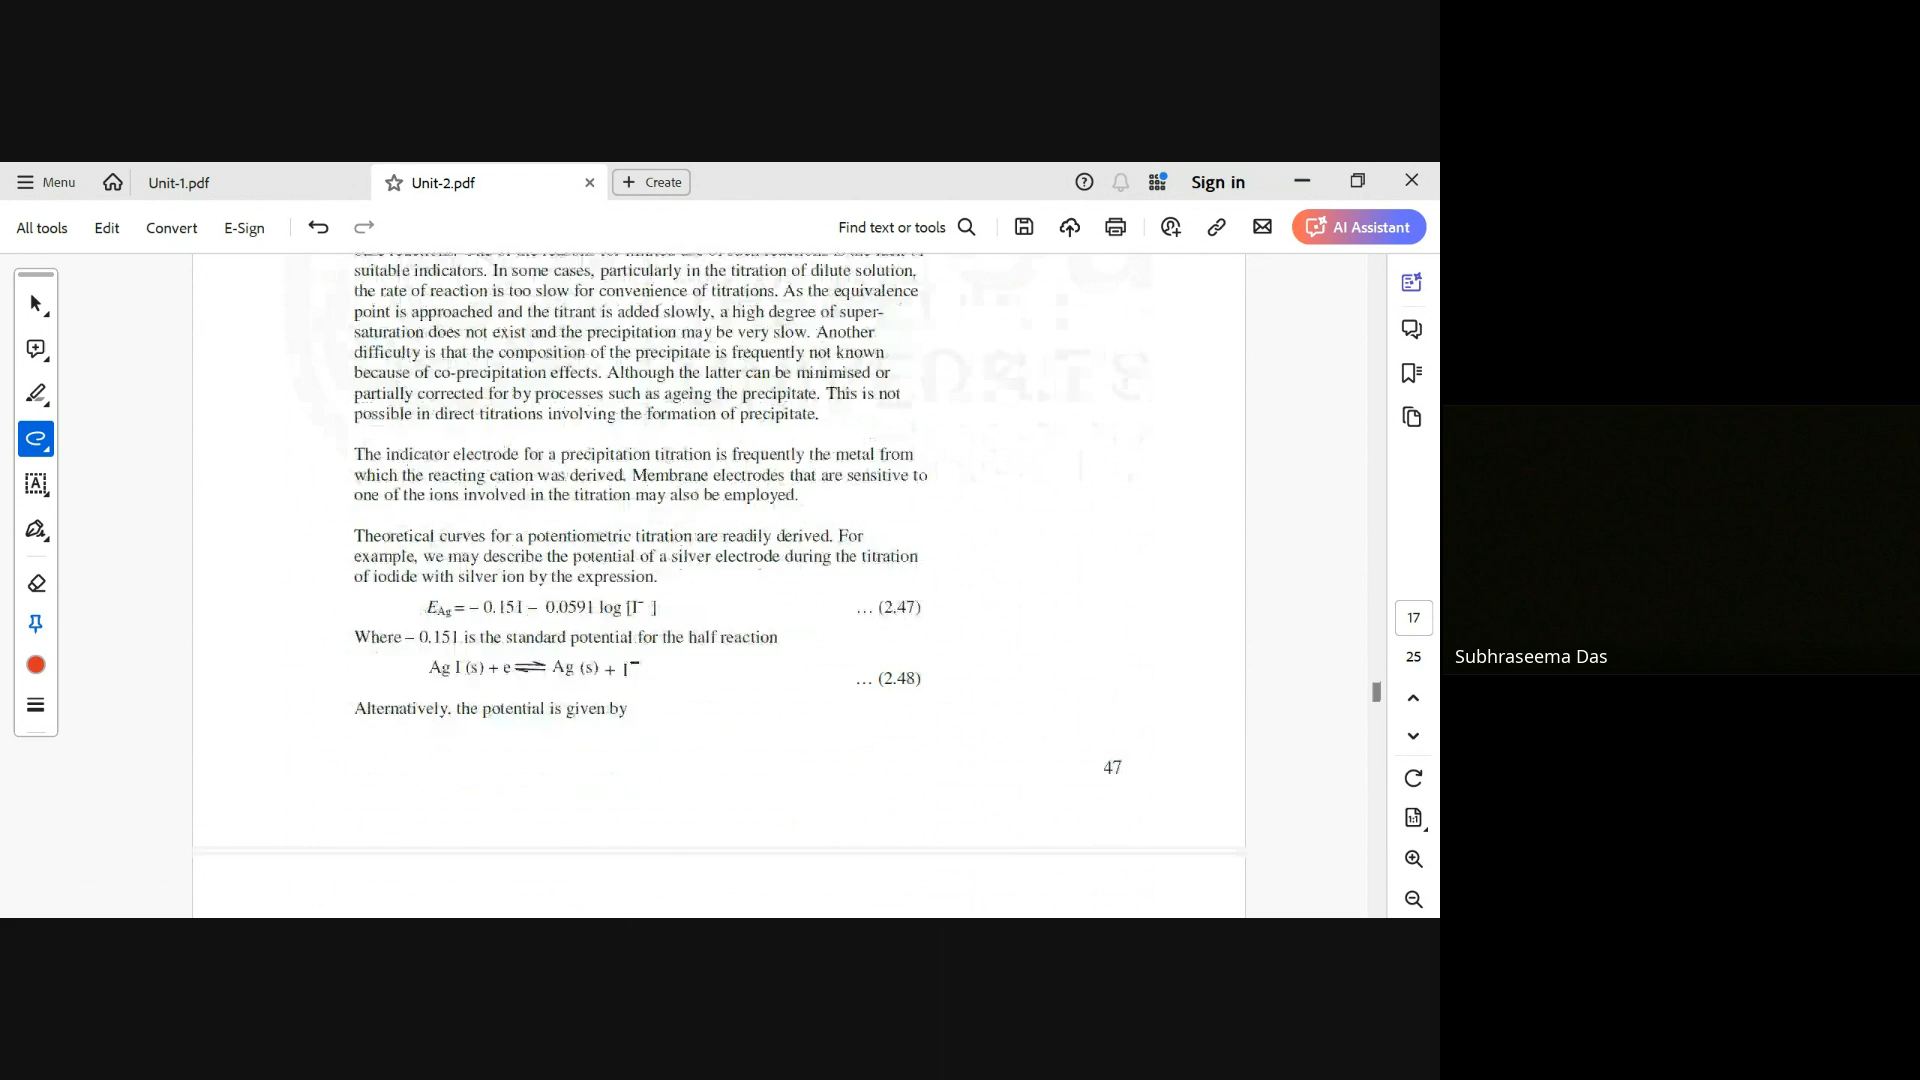 Menu
Unit-1.pdf
Unit-2.pdf
Create
Sign in
All tools
Edit
Convert
E-Sign
Find text or tools
AI Assistant
suitable indicators. In some cases, particularly in the titration of dilute solution,
the rate of reaction is too slow for convenience of titrations. As the equivalence
point is approached and the titrant is added slowly, a high degree of super-
saturation does not exist and the precipitation may be very slow. Another
difficulty is that the composition of the precipitate is frequently not known
because of co-precipitation effects. Although the latter can be minimised or
partially corrected for by processes such as ageing the precipitate. This is not
possible in direct titrations involving the formation of precipitate.
The indicator electrode for a precipitation titration is frequently the metal from
which the reacting cation was derived. Membrane electrodes that are sensitive to
one of the ions involved in the titration may also be employed.
Theoretical curves for a potentiometric titration are readily derived. For
example, we may describe the potential of a silver electrode during the titration
of iodide with silver ion by the expression.
E_Ag = – 0.151 – 0.0591 log [I⁻ ] … (2.47)
Where – 0.151 is the standard potential for the half reaction
Ag I (s) + e ⇌ Ag (s) + I⁻
… (2.48)
Alternatively, the potential is given by
47
17
25
1:1
Subhraseema Das